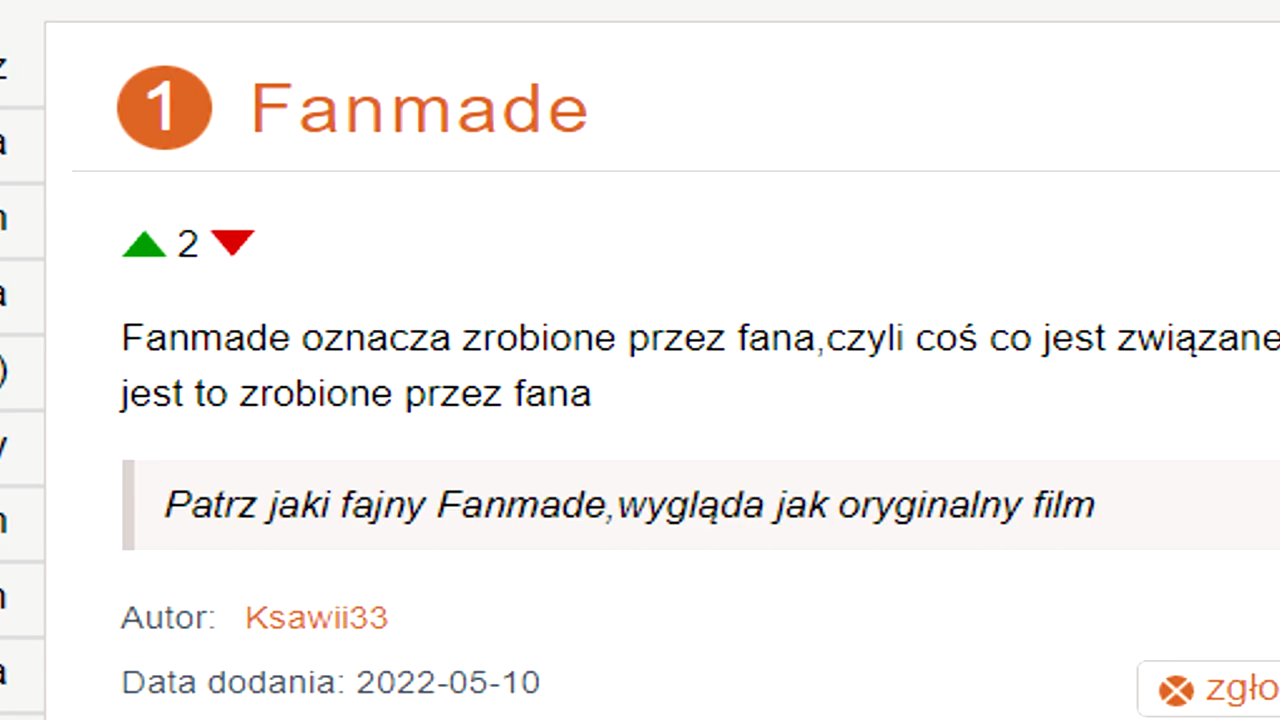 1 Fanmade
2
Fanmade oznacza zrobione przez fana,czyli coś co jest związane
jest to zrobione przez fana
Patrz jaki fajny Fanmade,wygląda jak oryginalny film
Autor: Ksawii33
Data dodania: 2022-05-10
zgło